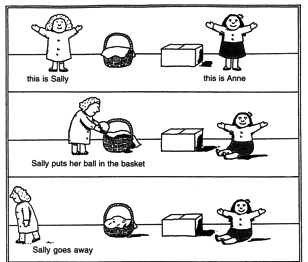 this is Sally
this is Anne
Sally puts her ball in the basket
Sally goes away